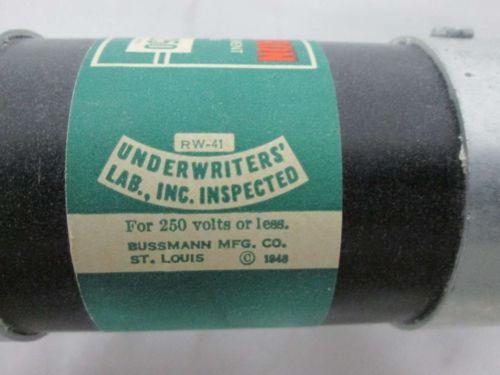 RW-41
UNDERWRITERS'
LAB., INC. INSPECTED
For 250 volts or less.
BUSSMANN MFG. CO.
ST. LOUIS © 1948